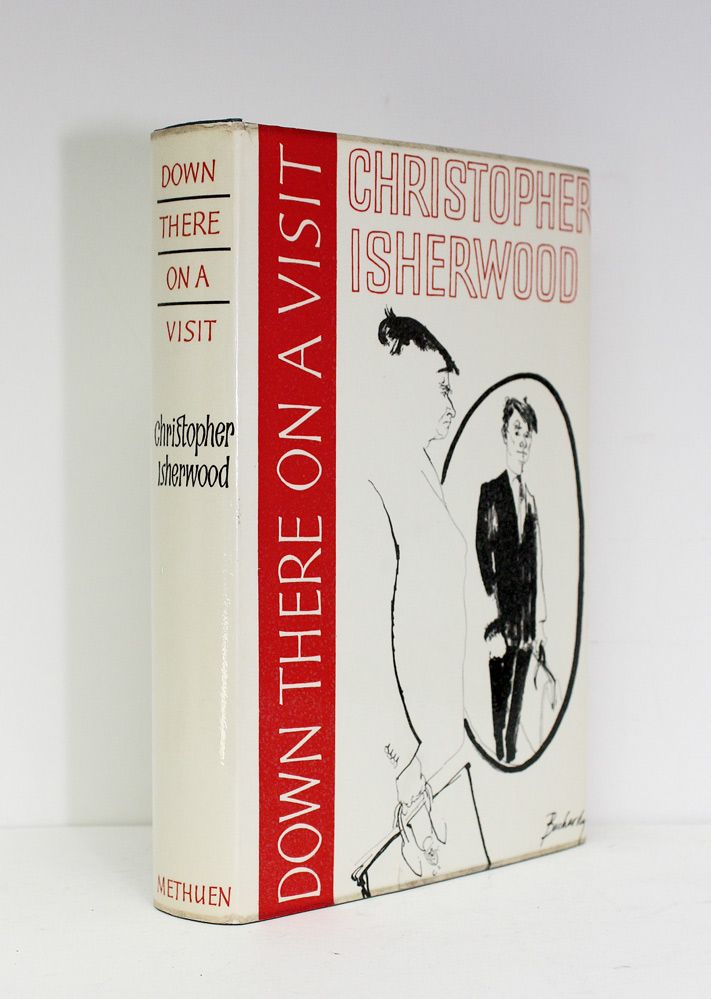 DOWN
THERE
ON A
VISIT
christopher
Isherwood
METHUEN
DOWN THERE ON A VISIT
CHRISTOPHER
ISHERWOOD